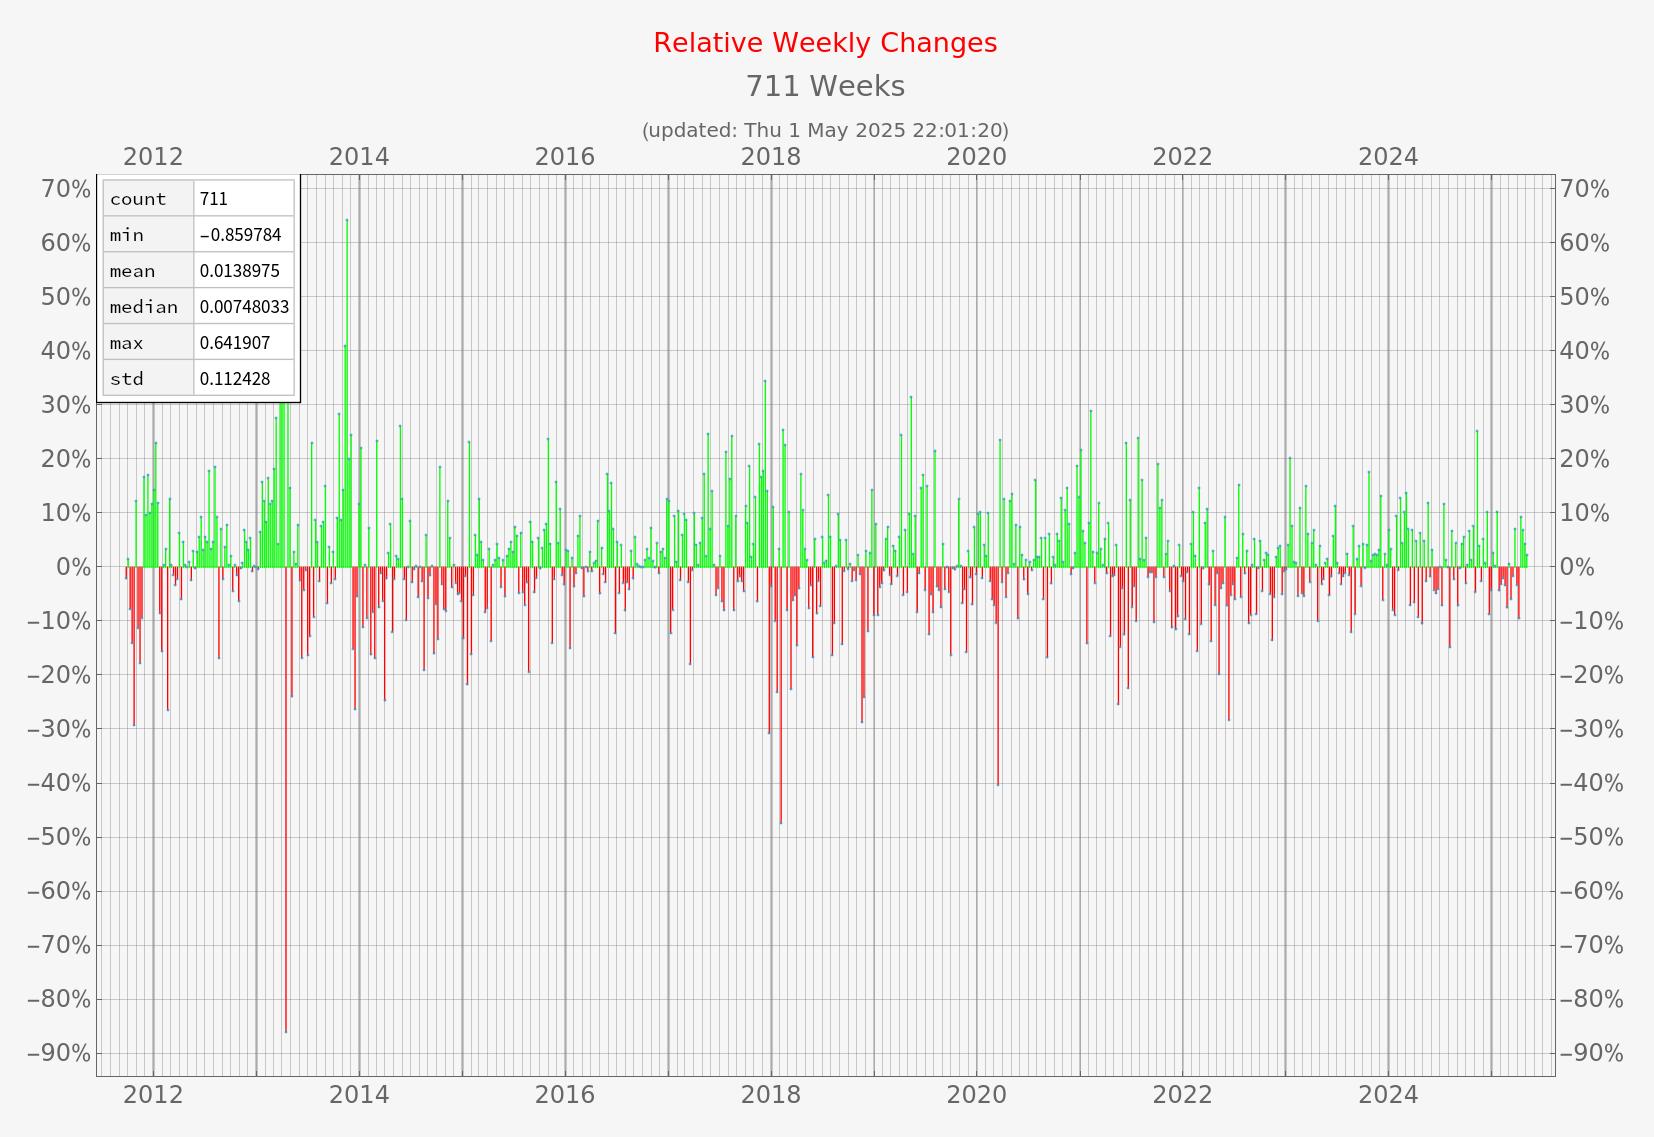 Relative Weekly Changes
711 Weeks
(updated: Thu 1 May 2025 22:01:20)
2012 2014 2016 2018 2020 2022 2024
70% 70%
count 711
min −0.859784
60% 60%
mean 0.0138975
50% 50%
median 0.00748033
max 0.641907
40% 40%
std 0.112428
30% 30%
20% 20%
10% 10%
0% 0%
−10% −10%
−20% −20%
−30% −30%
−40% −40%
−50% −50%
−60% −60%
−70% −70%
−80% −80%
−90% −90%
2012 2014 2016 2018 2020 2022 2024